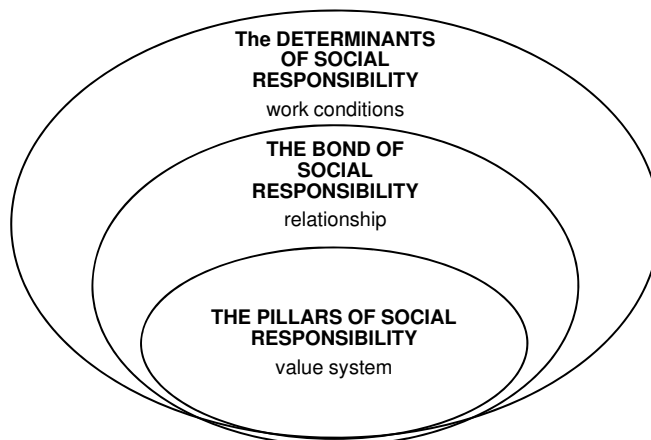 The DETERMINANTS
OF SOCIAL
RESPONSIBILITY
work conditions
THE BOND OF
SOCIAL
RESPONSIBILITY
relationship
THE PILLARS OF SOCIAL
RESPONSIBILITY
value system